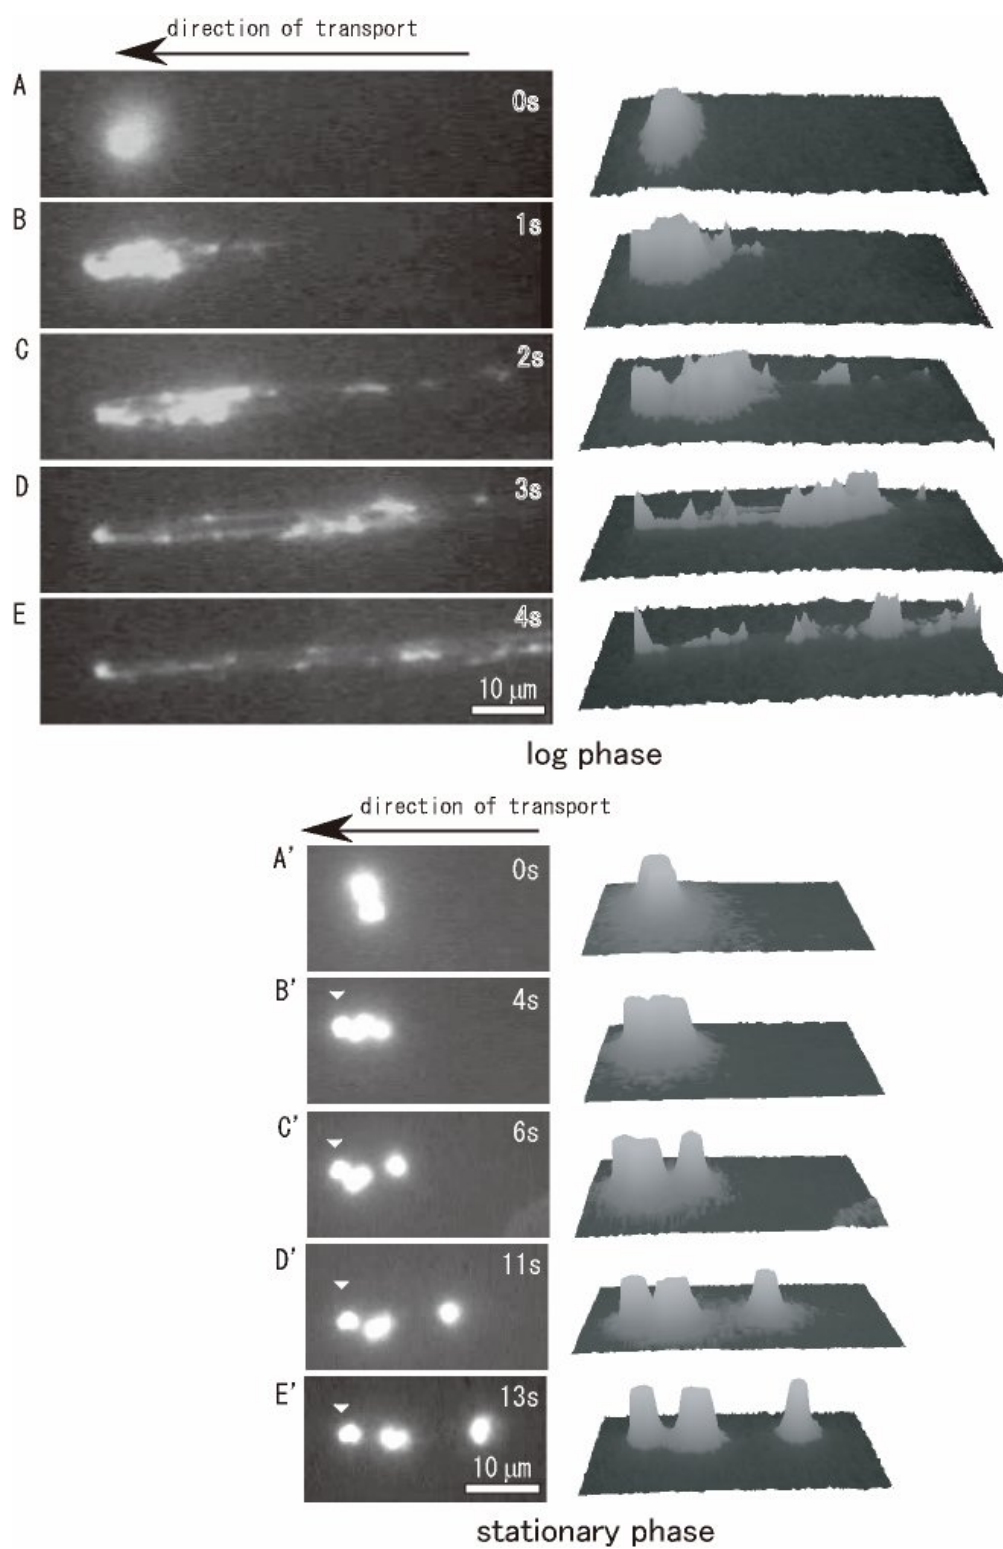 direction of transport
A
0s
B
1s
C
2s
D
3s
E
4s
10 μm
log phase
direction of transport
A'
0s
B'
4s
C'
6s
D'
11s
E'
13s
10 μm
stationary phase